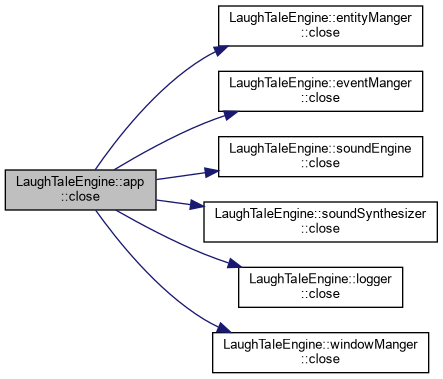 LaughTaleEngine::app
::close
LaughTaleEngine::entityManger
::close
LaughTaleEngine::eventManger
::close
LaughTaleEngine::soundEngine
::close
LaughTaleEngine::soundSynthesizer
::close
LaughTaleEngine::logger
::close
LaughTaleEngine::windowManger
::close